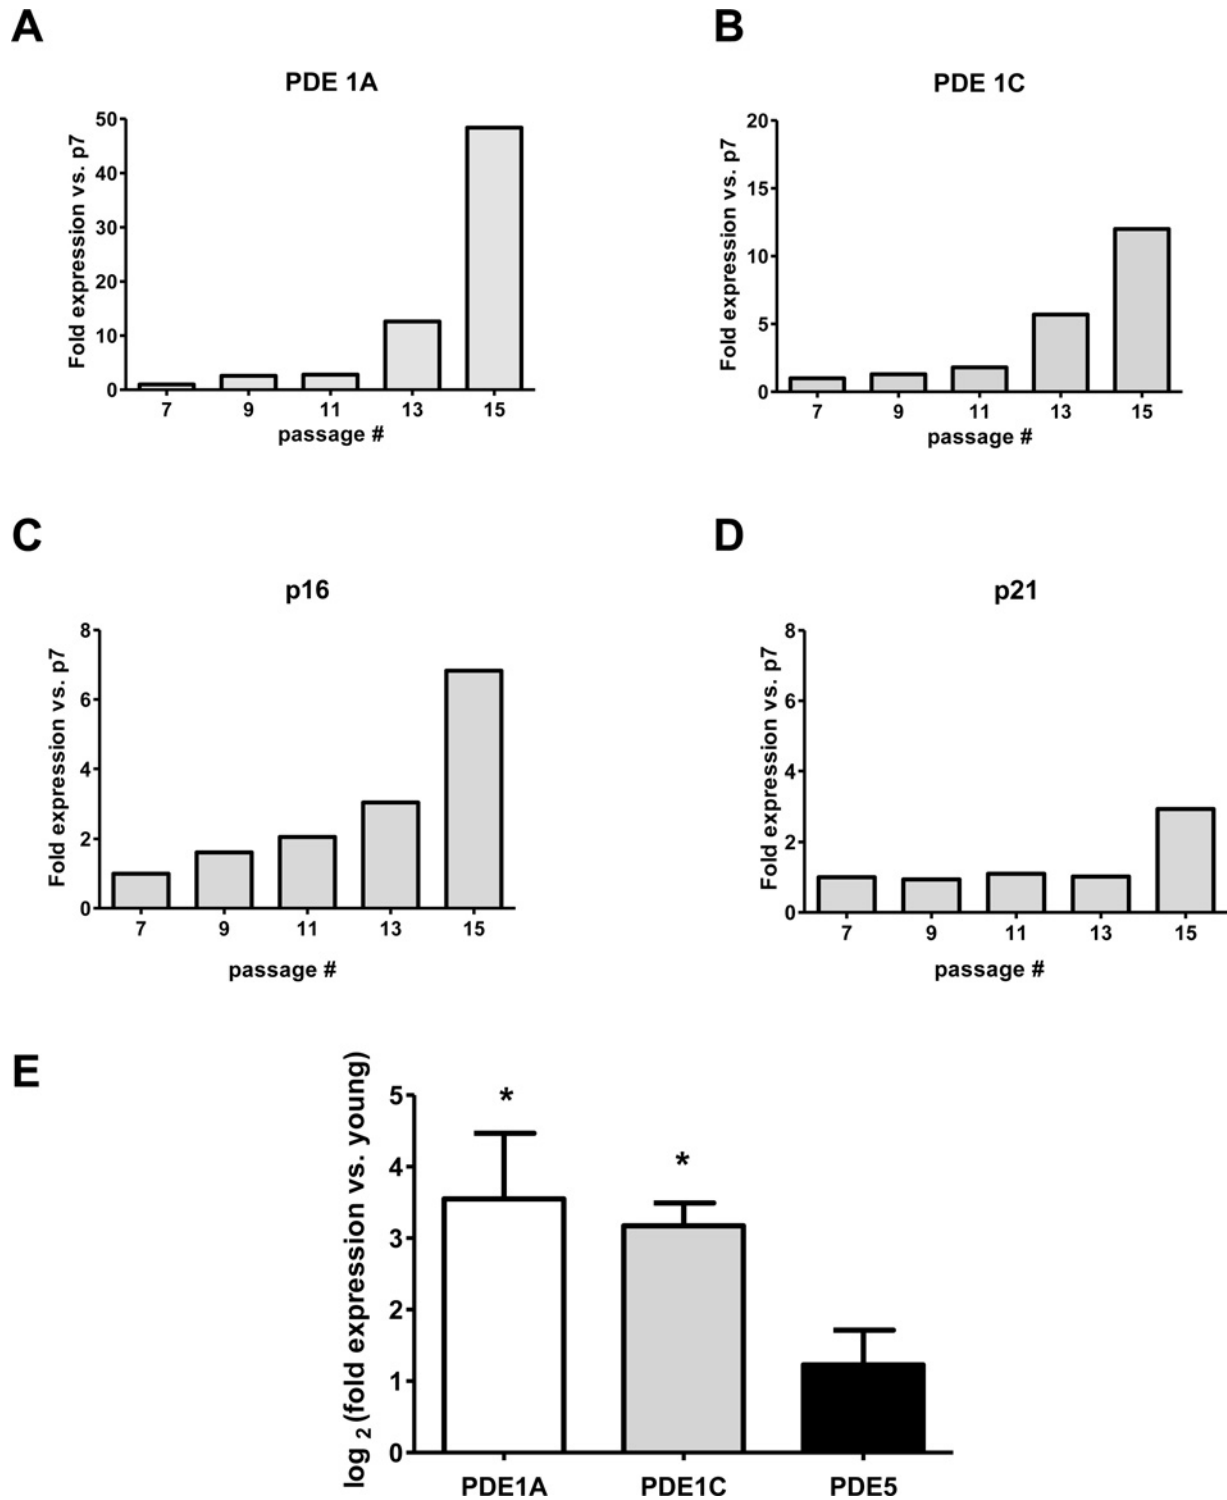 A
PDE 1A
Fold expression vs. p7
50
40
30
20
10
0
7 9 11 13 15
passage #
B
PDE 1C
Fold expression vs. p7
20
15
10
5
0
7 9 11 13 15
passage #
C
p16
Fold expression vs. p7
8
6
4
2
0
7 9 11 13 15
passage #
D
p21
Fold expression vs. p7
8
6
4
2
0
7 9 11 13 15
passage #
E
log 2 (fold expression vs. young)
5
4
3
2
1
0
*
*
PDE1A PDE1C PDE5